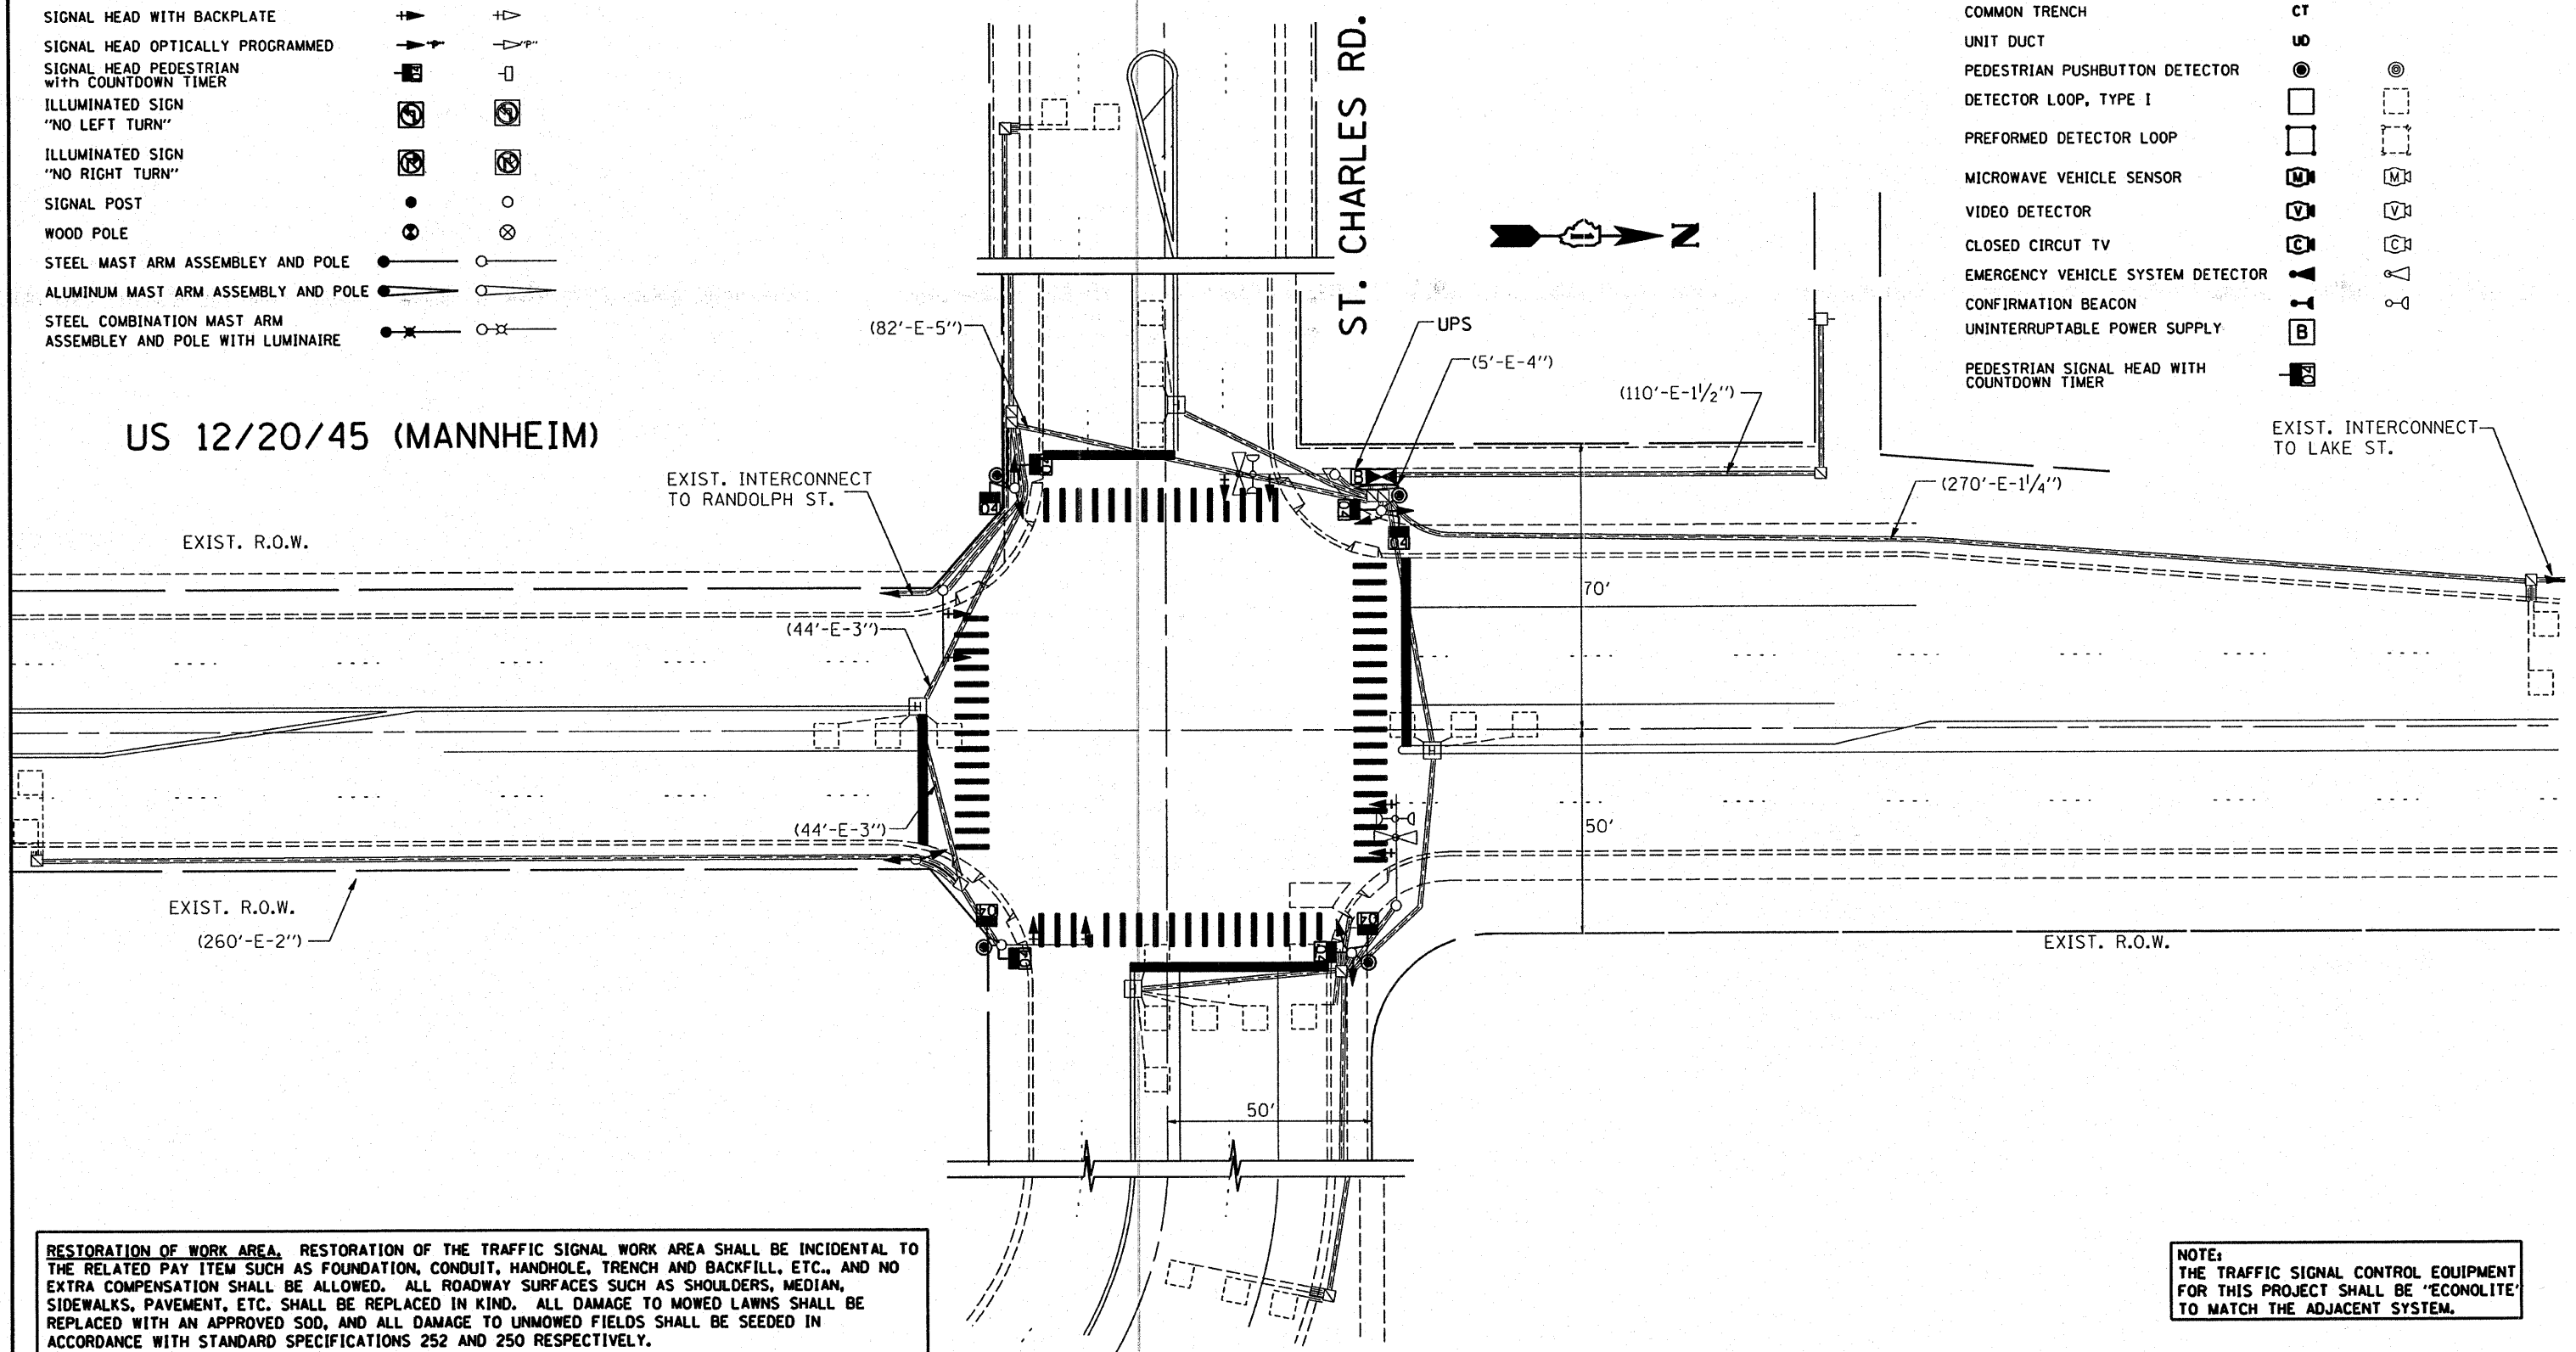 SIGNAL HEAD WITH BACKPLATE
SIGNAL HEAD OPTICALLY PROGRAMMED
"P" "P"
SIGNAL HEAD PEDESTRIAN
with COUNTDOWN TIMER
04
ILLUMINATED SIGN
"NO LEFT TURN"
ILLUMINATED SIGN
"NO RIGHT TURN"
SIGNAL POST
WOOD POLE
STEEL MAST ARM ASSEMBLEY AND POLE
ALUMINUM MAST ARM ASSEMBLY AND POLE
STEEL COMBINATION MAST ARM
ASSEMBLEY AND POLE WITH LUMINAIRE
COMMON TRENCH CT
UNIT DUCT UD
PEDESTRIAN PUSHBUTTON DETECTOR
DETECTOR LOOP, TYPE I
PREFORMED DETECTOR LOOP
MICROWAVE VEHICLE SENSOR M M
VIDEO DETECTOR V V
CLOSED CIRCUT TV C C
EMERGENCY VEHICLE SYSTEM DETECTOR
CONFIRMATION BEACON
UNINTERRUPTABLE POWER SUPPLY B
PEDESTRIAN SIGNAL HEAD WITH
COUNTDOWN TIMER
04
ST. CHARLES RD.
N
US 12/20/45 (MANNHEIM)
(82'-E-5")
UPS
(5'-E-4")
(110'-E-1½")
EXIST. INTERCONNECT
TO LAKE ST.
(270'-E-1¼")
EXIST. INTERCONNECT
TO RANDOLPH ST.
EXIST. R.O.W.
H
B
04
04
04
04
70'
(44'-E-3")
H
H
50'
(44'-E-3")
EXIST. R.O.W.
(260'-E-2")
04
04
04
04
EXIST. R.O.W.
H
50'
RESTORATION OF WORK AREA. RESTORATION OF THE TRAFFIC SIGNAL WORK AREA SHALL BE INCIDENTAL TO
THE RELATED PAY ITEM SUCH AS FOUNDATION, CONDUIT, HANDHOLE, TRENCH AND BACKFILL, ETC., AND NO
EXTRA COMPENSATION SHALL BE ALLOWED. ALL ROADWAY SURFACES SUCH AS SHOULDERS, MEDIAN,
SIDEWALKS, PAVEMENT, ETC. SHALL BE REPLACED IN KIND. ALL DAMAGE TO MOWED LAWNS SHALL BE
REPLACED WITH AN APPROVED SOD, AND ALL DAMAGE TO UNMOWED FIELDS SHALL BE SEEDED IN
ACCORDANCE WITH STANDARD SPECIFICATIONS 252 AND 250 RESPECTIVELY.
NOTE:
THE TRAFFIC SIGNAL CONTROL EQUIPMENT
FOR THIS PROJECT SHALL BE "ECONOLITE"
TO MATCH THE ADJACENT SYSTEM.